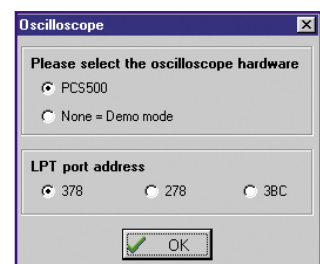 Oscilloscope
Please select the oscilloscope hardware
PCS500
None = Demo mode
LPT port address
378 278 3BC
OK